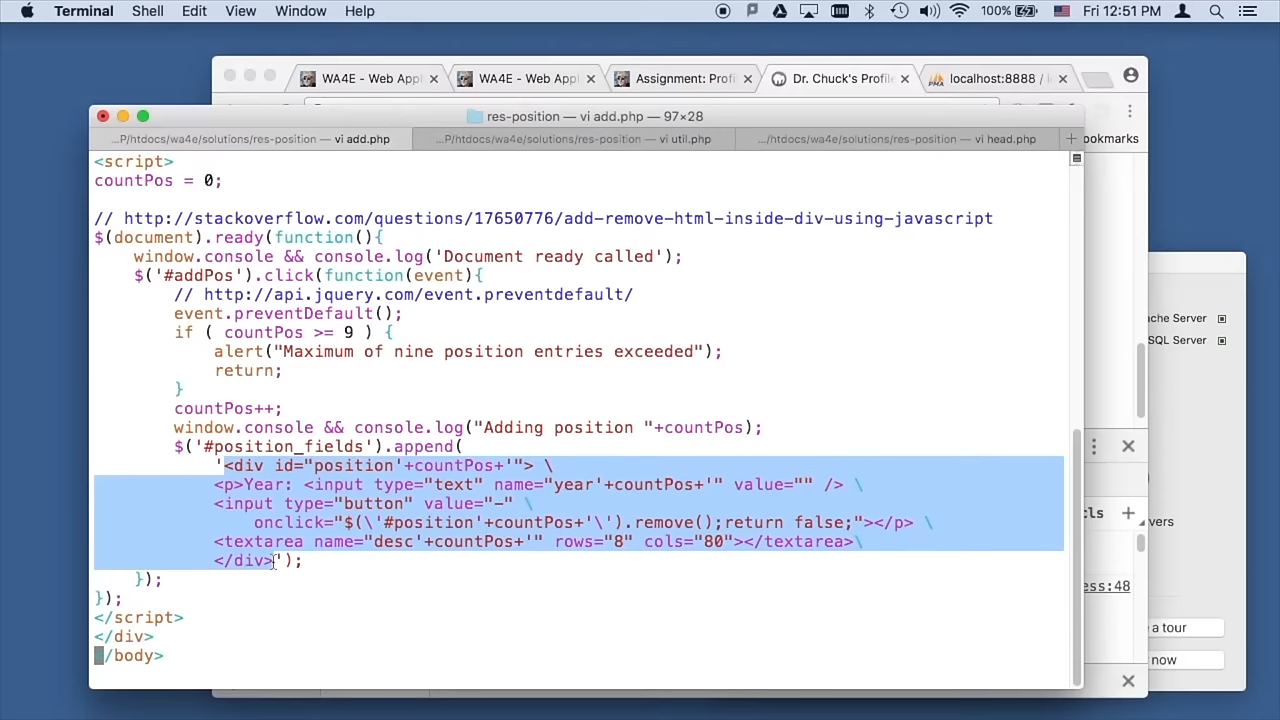 Terminal Shell Edit View Window Help 100% Fri 12:51 PM
WA4E - Web Appl WA4E - Web Appl Assignment: Profi Dr. Chuck's Profile localhost:8888 /
res-position — vi add.php — 97×28
...P/htdocs/wa4e/solutions/res-position — vi add.php ...P/htdocs/wa4e/solutions/res-position — vi util.php .../htdocs/wa4e/solutions/res-position — vi head.php + ookmarks
<script>
countPos = 0;
// http://stackoverflow.com/questions/17650776/add-remove-html-inside-div-using-javascript
$(document).ready(function(){
window.console && console.log('Document ready called');
$('#addPos').click(function(event){
// http://api.jquery.com/event.preventdefault/
event.preventDefault();
if ( countPos >= 9 ) {
alert("Maximum of nine position entries exceeded");
return;
}
countPos++;
window.console && console.log("Adding position "+countPos);
$('#position_fields').append(
'<div id="position'+countPos+'"> \
<p>Year: <input type="text" name="year'+countPos+'" value="" /> \
<input type="button" value="-" \
onclick="$(\'#position'+countPos+'\').remove();return false;"></p> \
<textarea name="desc'+countPos+'" rows="8" cols="80"></textarea>\
</div>');
});
});
</script>
</div>
</body>
ache Server
SQL Server
cls
vers
ess:48
a tour
now